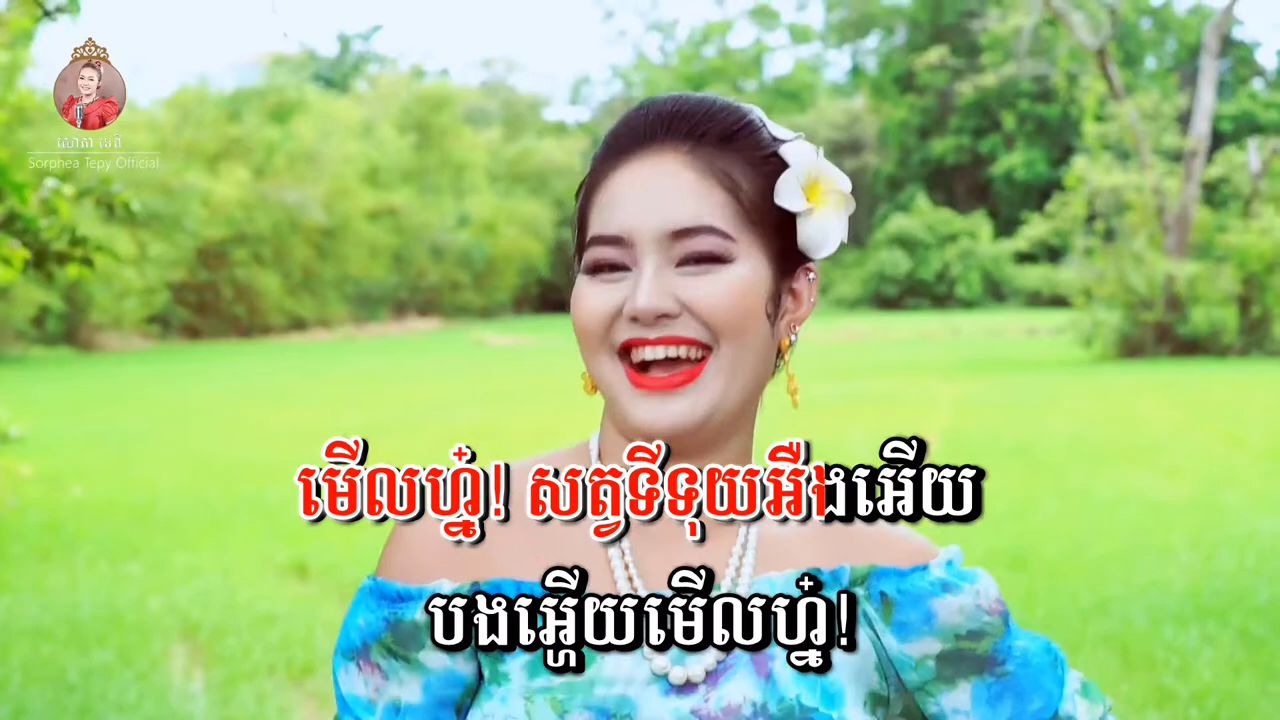 សោភា ទេពី
Sorphea Tepy Official
មើលហ្ន៎! សត្វទីទុយអឺងអើយ
បងអ្ហើយមើលហ្ន៎!